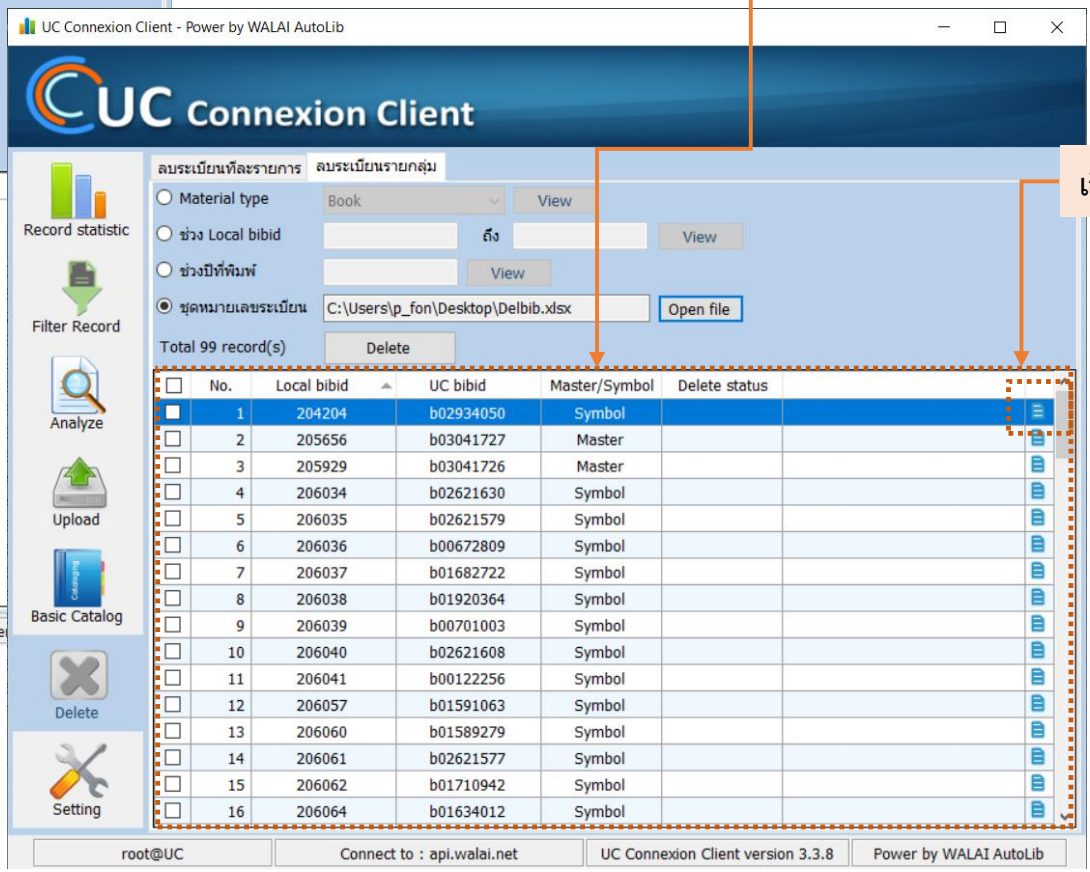 UC Connexion Client - Power by WALAI AutoLib
UC Connexion Client
ลบระเบียนทีละรายการ ลบระเบียนรายกลุ่ม
Material type Book View
ช่วง Local bibid ถึง View
ช่วงปีที่พิมพ์ View
ชุดหมายเลขระเบียน C:\Users\p_fon\Desktop\Delbib.xlsx Open file
Total 99 record(s) Delete
Record statistic
Filter Record
Analyze
Upload
Cataloging
Basic Catalog
Delete
Setting
No. Local bibid UC bibid Master/Symbol Delete status
1 204204 b02934050 Symbol
2 205656 b03041727 Master
3 205929 b03041726 Master
4 206034 b02621630 Symbol
5 206035 b02621579 Symbol
6 206036 b00672809 Symbol
7 206037 b01682722 Symbol
8 206038 b01920364 Symbol
9 206039 b00701003 Symbol
10 206040 b02621608 Symbol
11 206041 b00122256 Symbol
12 206057 b01591063 Symbol
13 206060 b01589279 Symbol
14 206061 b02621577 Symbol
15 206062 b01710942 Symbol
16 206064 b01634012 Symbol
root@UC Connect to : api.walai.net UC Connexion Client version 3.3.8 Power by WALAI AutoLib